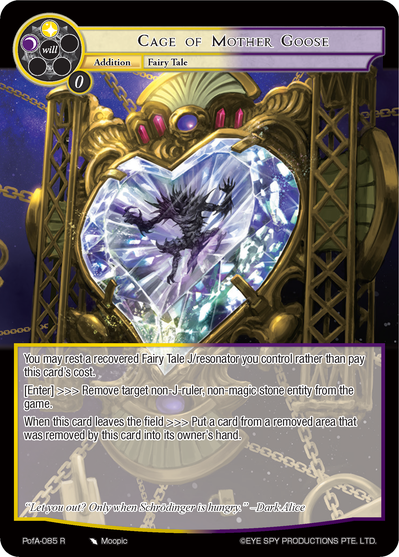 Cage of Mother Goose
will
Addition
Fairy Tale
0
You may rest a recovered Fairy Tale J/resonator you control rather than pay
this card's cost.
[Enter] >>> Remove target non-J-ruler, non-magic stone entity from the
game.
When this card leaves the field >>> Put a card from a removed area that
was removed by this card into its owner's hand.
"Let you out? Only when Schrödinger is hungry." –Dark Alice
PofA-085 R
Moopic
©EYE SPY PRODUCTIONS PTE. LTD.